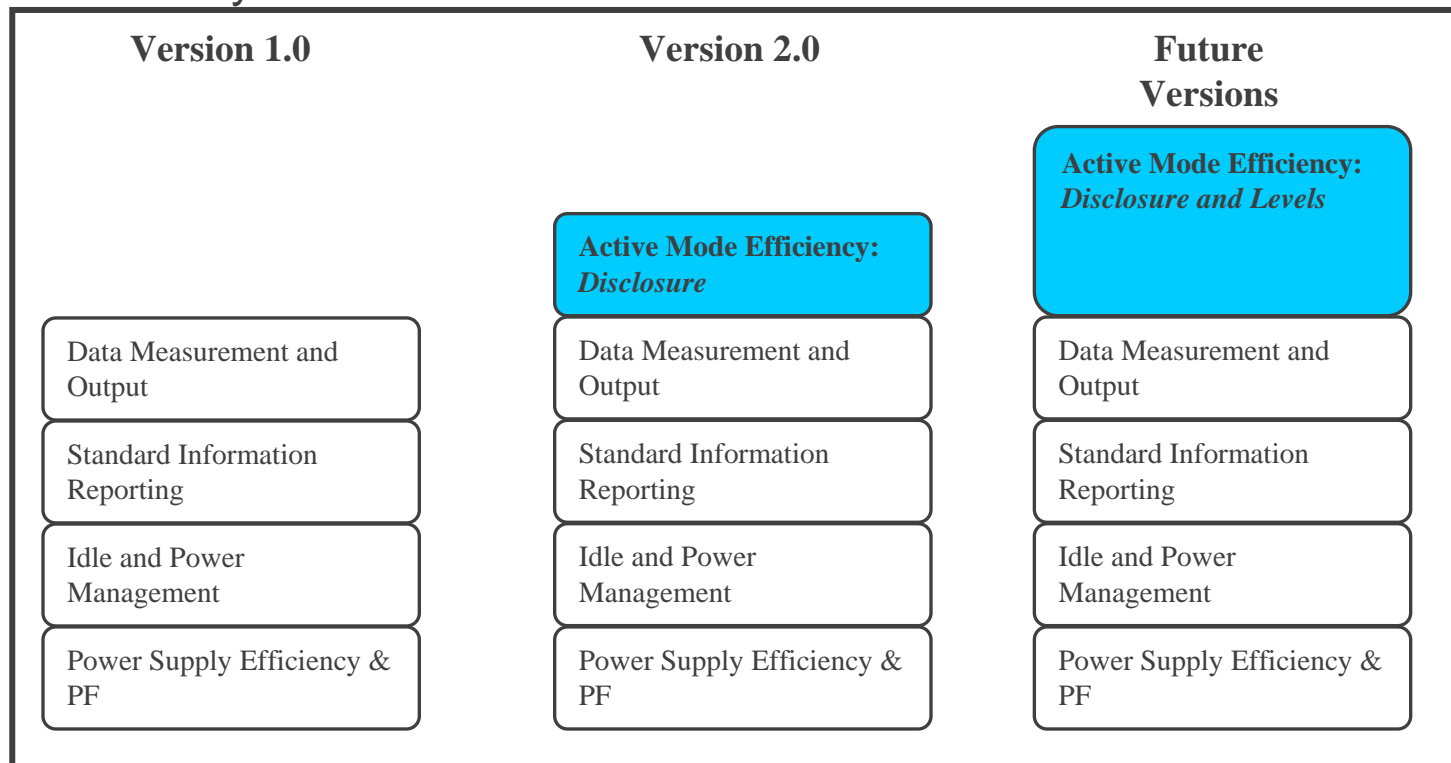 Version 1.0
Data Measurement and
Output
Standard Information
Reporting
Idle and Power
Management
Power Supply Efficiency &
PF
Version 2.0
Active Mode Efficiency:
Disclosure
Data Measurement and
Output
Standard Information
Reporting
Idle and Power
Management
Power Supply Efficiency &
PF
Future
Versions
Active Mode Efficiency:
Disclosure and Levels
Data Measurement and
Output
Standard Information
Reporting
Idle and Power
Management
Power Supply Efficiency &
PF